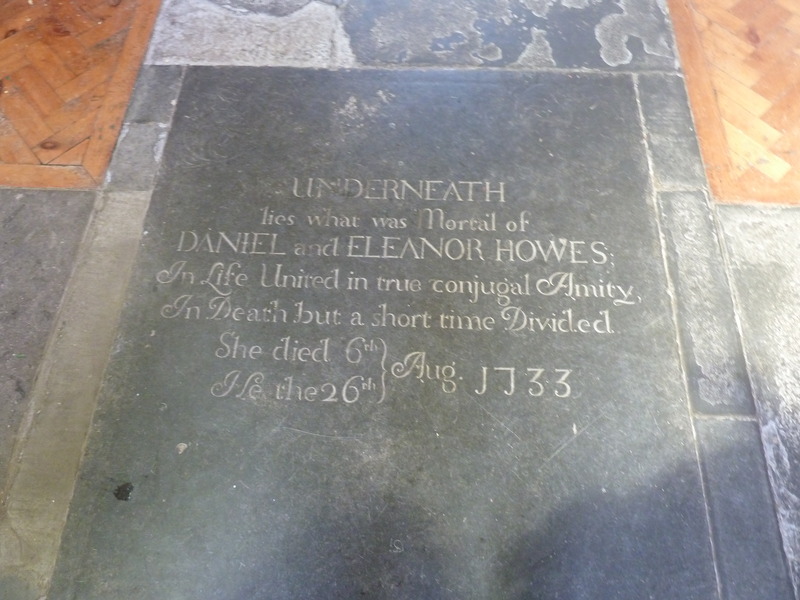 UNDERNEATH
lies what was Mortal of
DANIEL and ELEANOR HOWES;
In Life United in true conjugal Amity,
In Death but a short time Divided.
She died 6th } Aug. 1733
He the 26th }